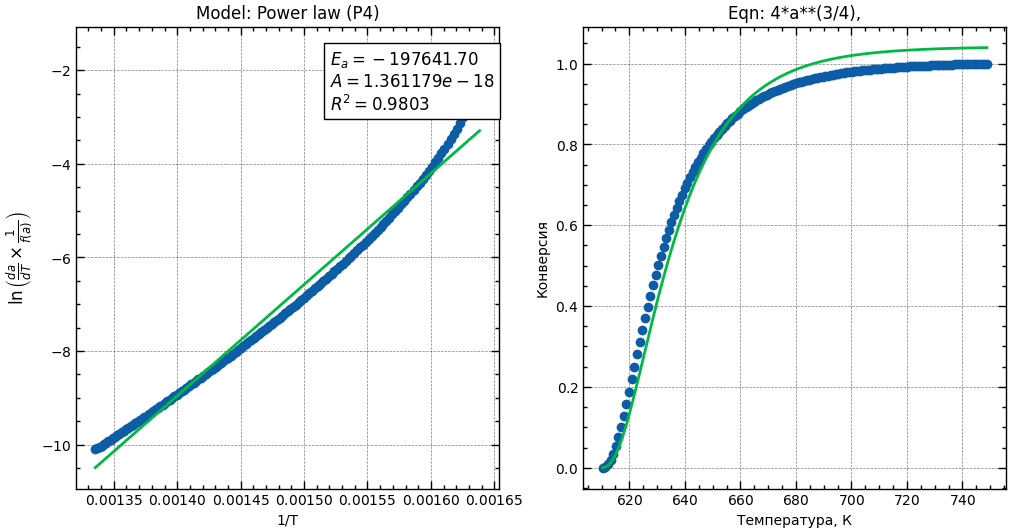 Model: Power law (P4)
Eqn: 4*a**(3/4),
E_a = −197641.70
A = 1.361179e − 18
R² = 0.9803
−2
−4
−6
−8
−10
ln(da/dT × 1/f(a))
0.00135 0.00140 0.00145 0.00150 0.00155 0.00160 0.00165
1/T
1.0
0.8
0.6
0.4
0.2
0.0
Конверсия
620 640 660 680 700 720 740
Температура, К